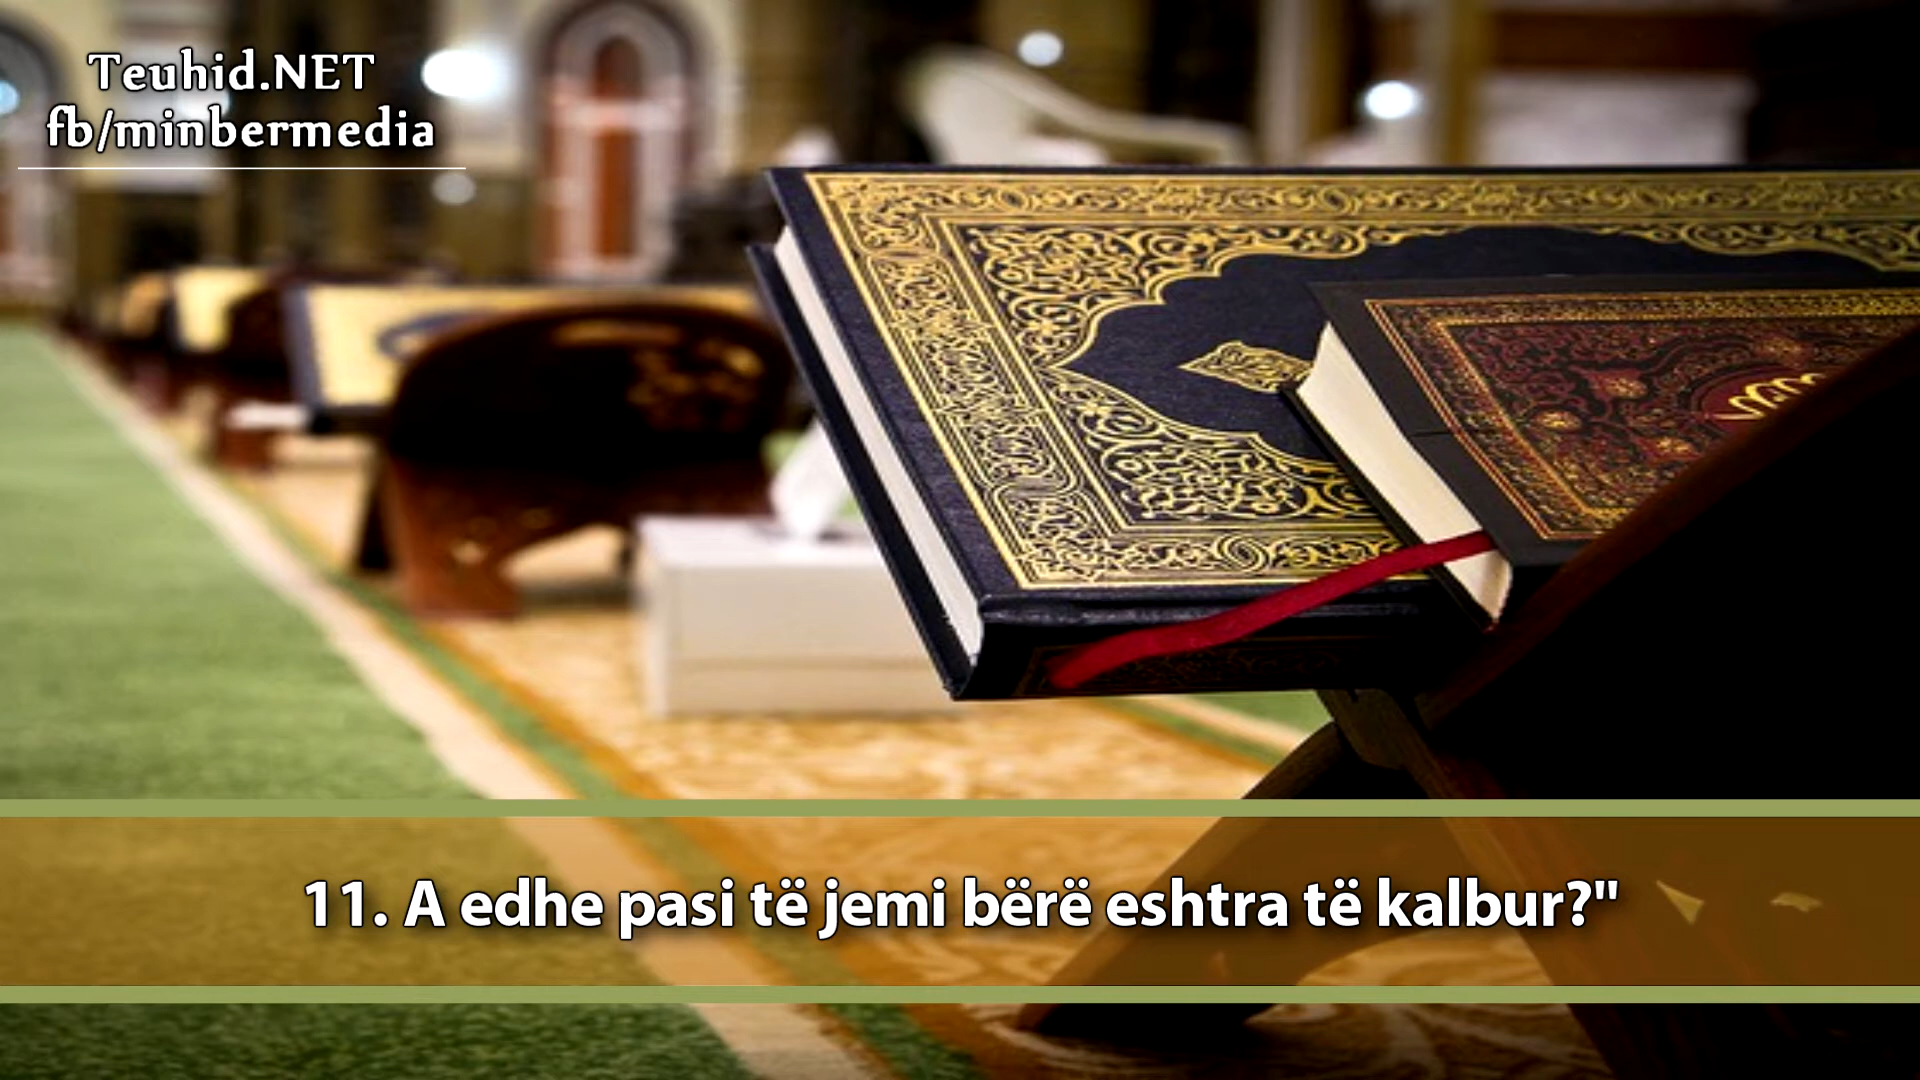 Teuhid.NET
fb/minbermedia
11. A edhe pasi të jemi bërë eshtra të kalbur?"